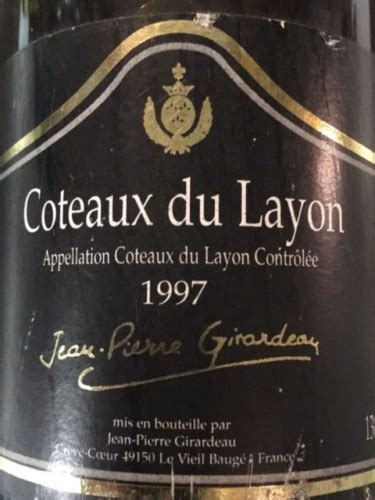 Coteaux du Layon
Appellation Coteaux du Layon Contrôlée
1997
Jean-Pierre Girardeau
mis en bouteille par
Jean-Pierre Girardeau
49150 Le Vieil Baugé - France